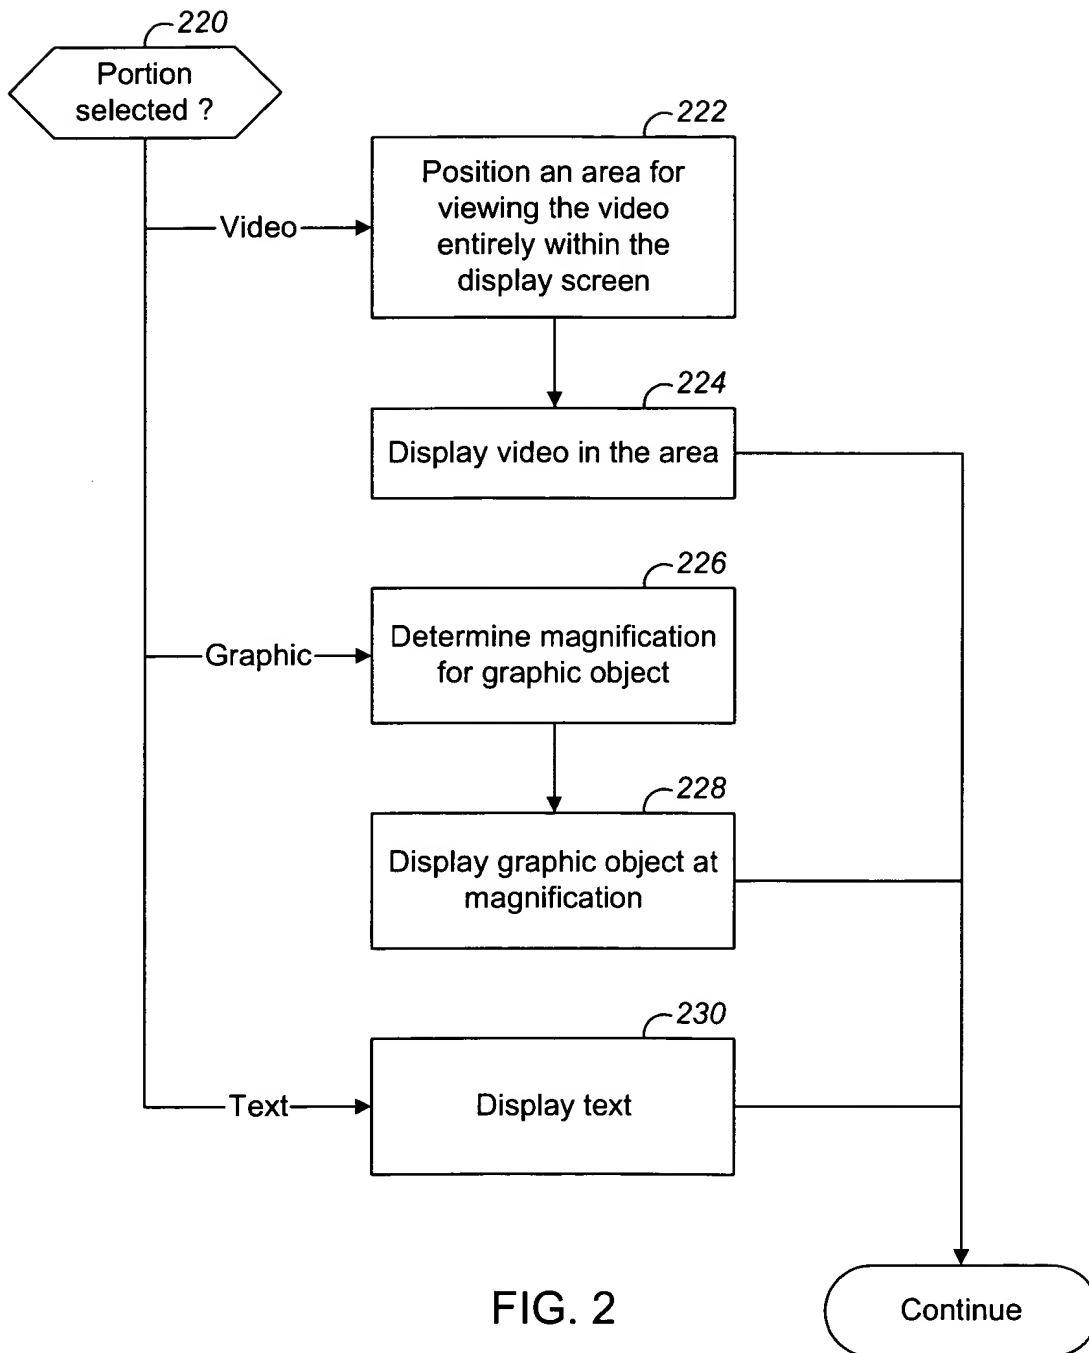 220
Portion
selected ?
222
Position an area for
viewing the video
entirely within the
display screen
Video
224
Display video in the area
226
Determine magnification
for graphic object
Graphic
228
Display graphic object at
magnification
230
Display text
Text
FIG. 2
Continue